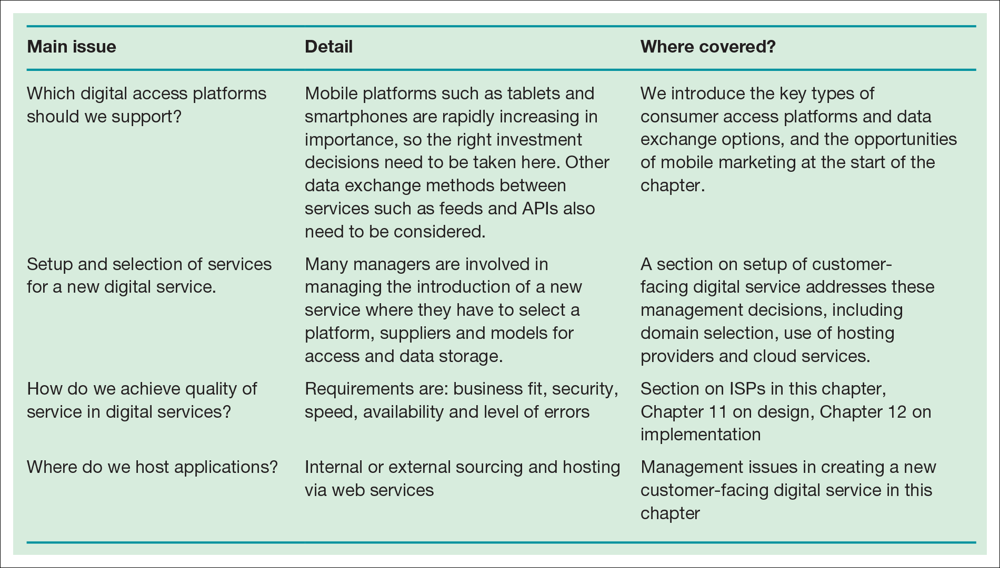 Main issue
Detail
Where covered?
Which digital access platforms
should we support?
Mobile platforms such as tablets and
smartphones are rapidly increasing in
importance, so the right investment
decisions need to be taken here. Other
data exchange methods between
services such as feeds and APIs also
need to be considered.
We introduce the key types of
consumer access platforms and data
exchange options, and the opportunities
of mobile marketing at the start of the
chapter.
Setup and selection of services
for a new digital service.
Many managers are involved in
managing the introduction of a new
service where they have to select a
platform, suppliers and models for
access and data storage.
A section on setup of customer-
facing digital service addresses these
management decisions, including
domain selection, use of hosting
providers and cloud services.
How do we achieve quality of
service in digital services?
Requirements are: business fit, security,
speed, availability and level of errors
Section on ISPs in this chapter,
Chapter 11 on design, Chapter 12 on
implementation
Where do we host applications?
Internal or external sourcing and hosting
via web services
Management issues in creating a new
customer-facing digital service in this
chapter